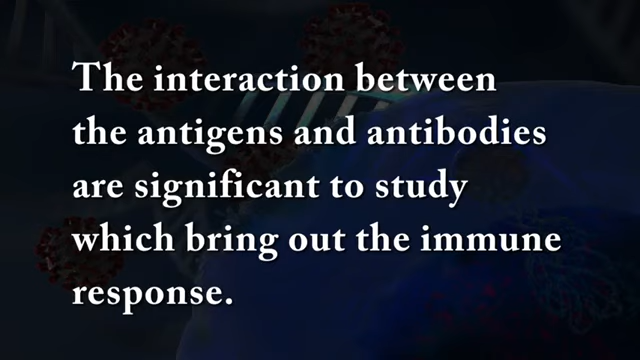 The interaction between
the antigens and antibodies
are significant to study
which bring out the immune
response.